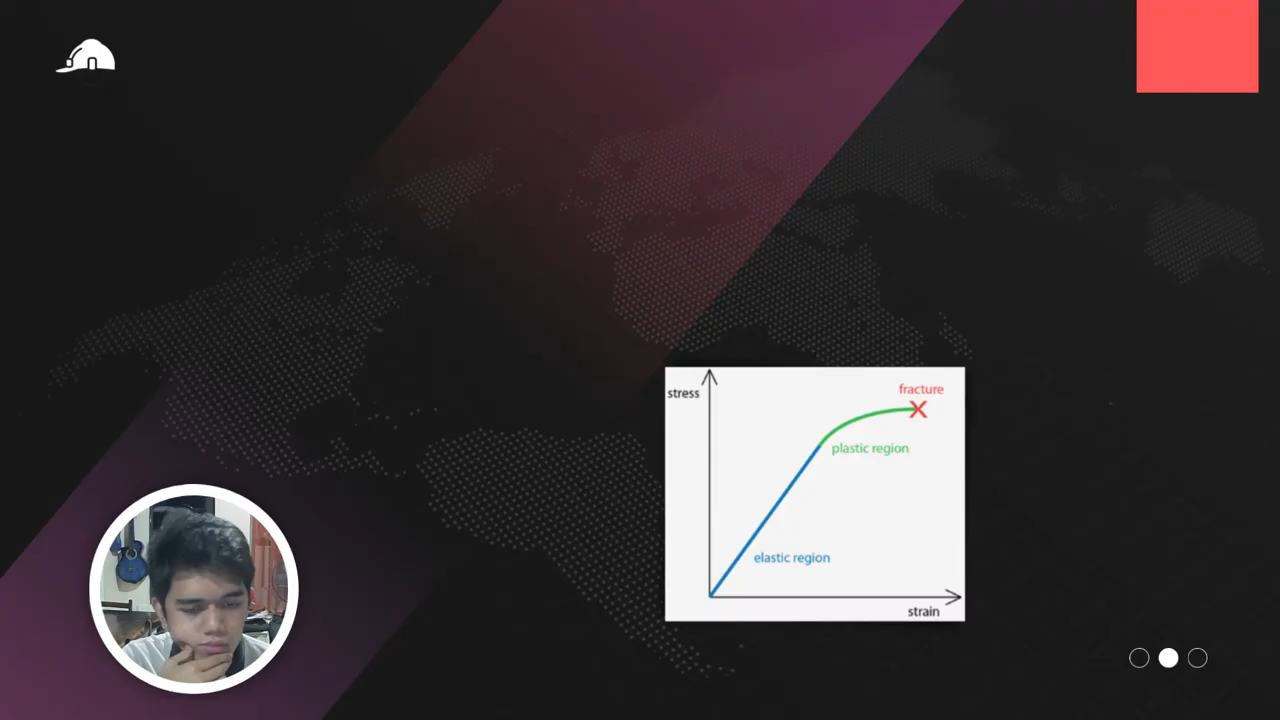 stress
fracture
plastic region
elastic region
strain